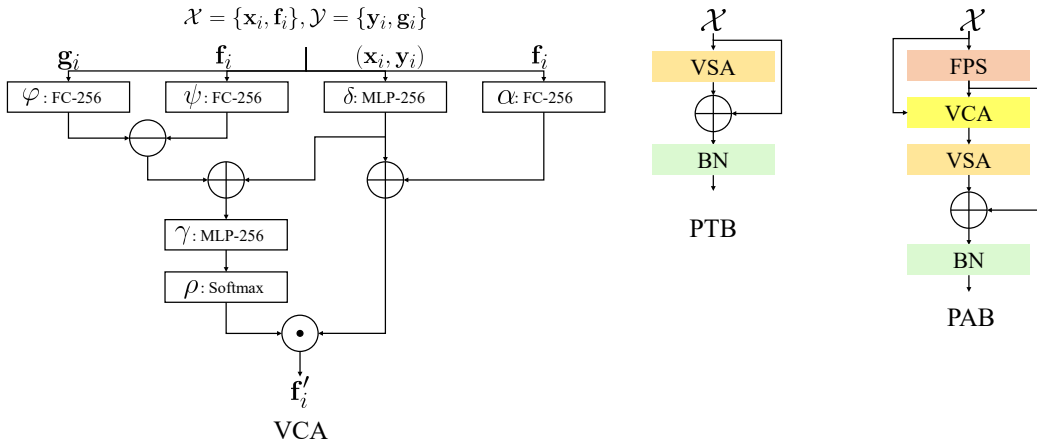 𝒳 = {𝐱ᵢ, 𝐟ᵢ}, 𝒴 = {𝐲ᵢ, 𝐠ᵢ}
𝐠ᵢ 𝐟ᵢ (𝐱ᵢ, 𝐲ᵢ) 𝐟ᵢ
φ: FC-256 ψ: FC-256 δ: MLP-256 α: FC-256
γ: MLP-256
ρ: Softmax
𝐟′ᵢ
VCA
𝒳
VSA
BN
PTB
𝒳
FPS
VCA
VSA
BN
PAB